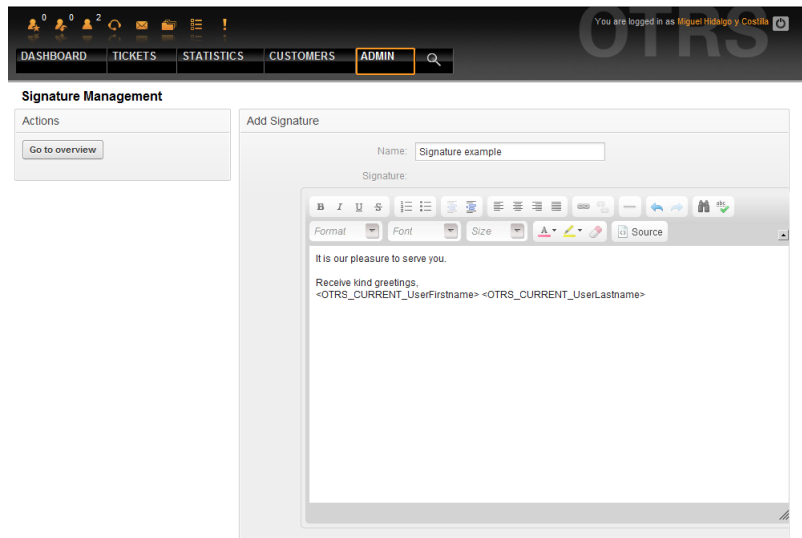 0 0 2
You are logged in as Miguel Hidalgo y Costilla
OTRS
DASHBOARD TICKETS STATISTICS CUSTOMERS ADMIN
Signature Management
Actions
Go to overview
Add Signature
Name: Signature example
Signature:
B I U S abc
Format Font Size A Source
It is our pleasure to serve you.
Receive kind greetings,
<OTRS_CURRENT_UserFirstname> <OTRS_CURRENT_UserLastname>